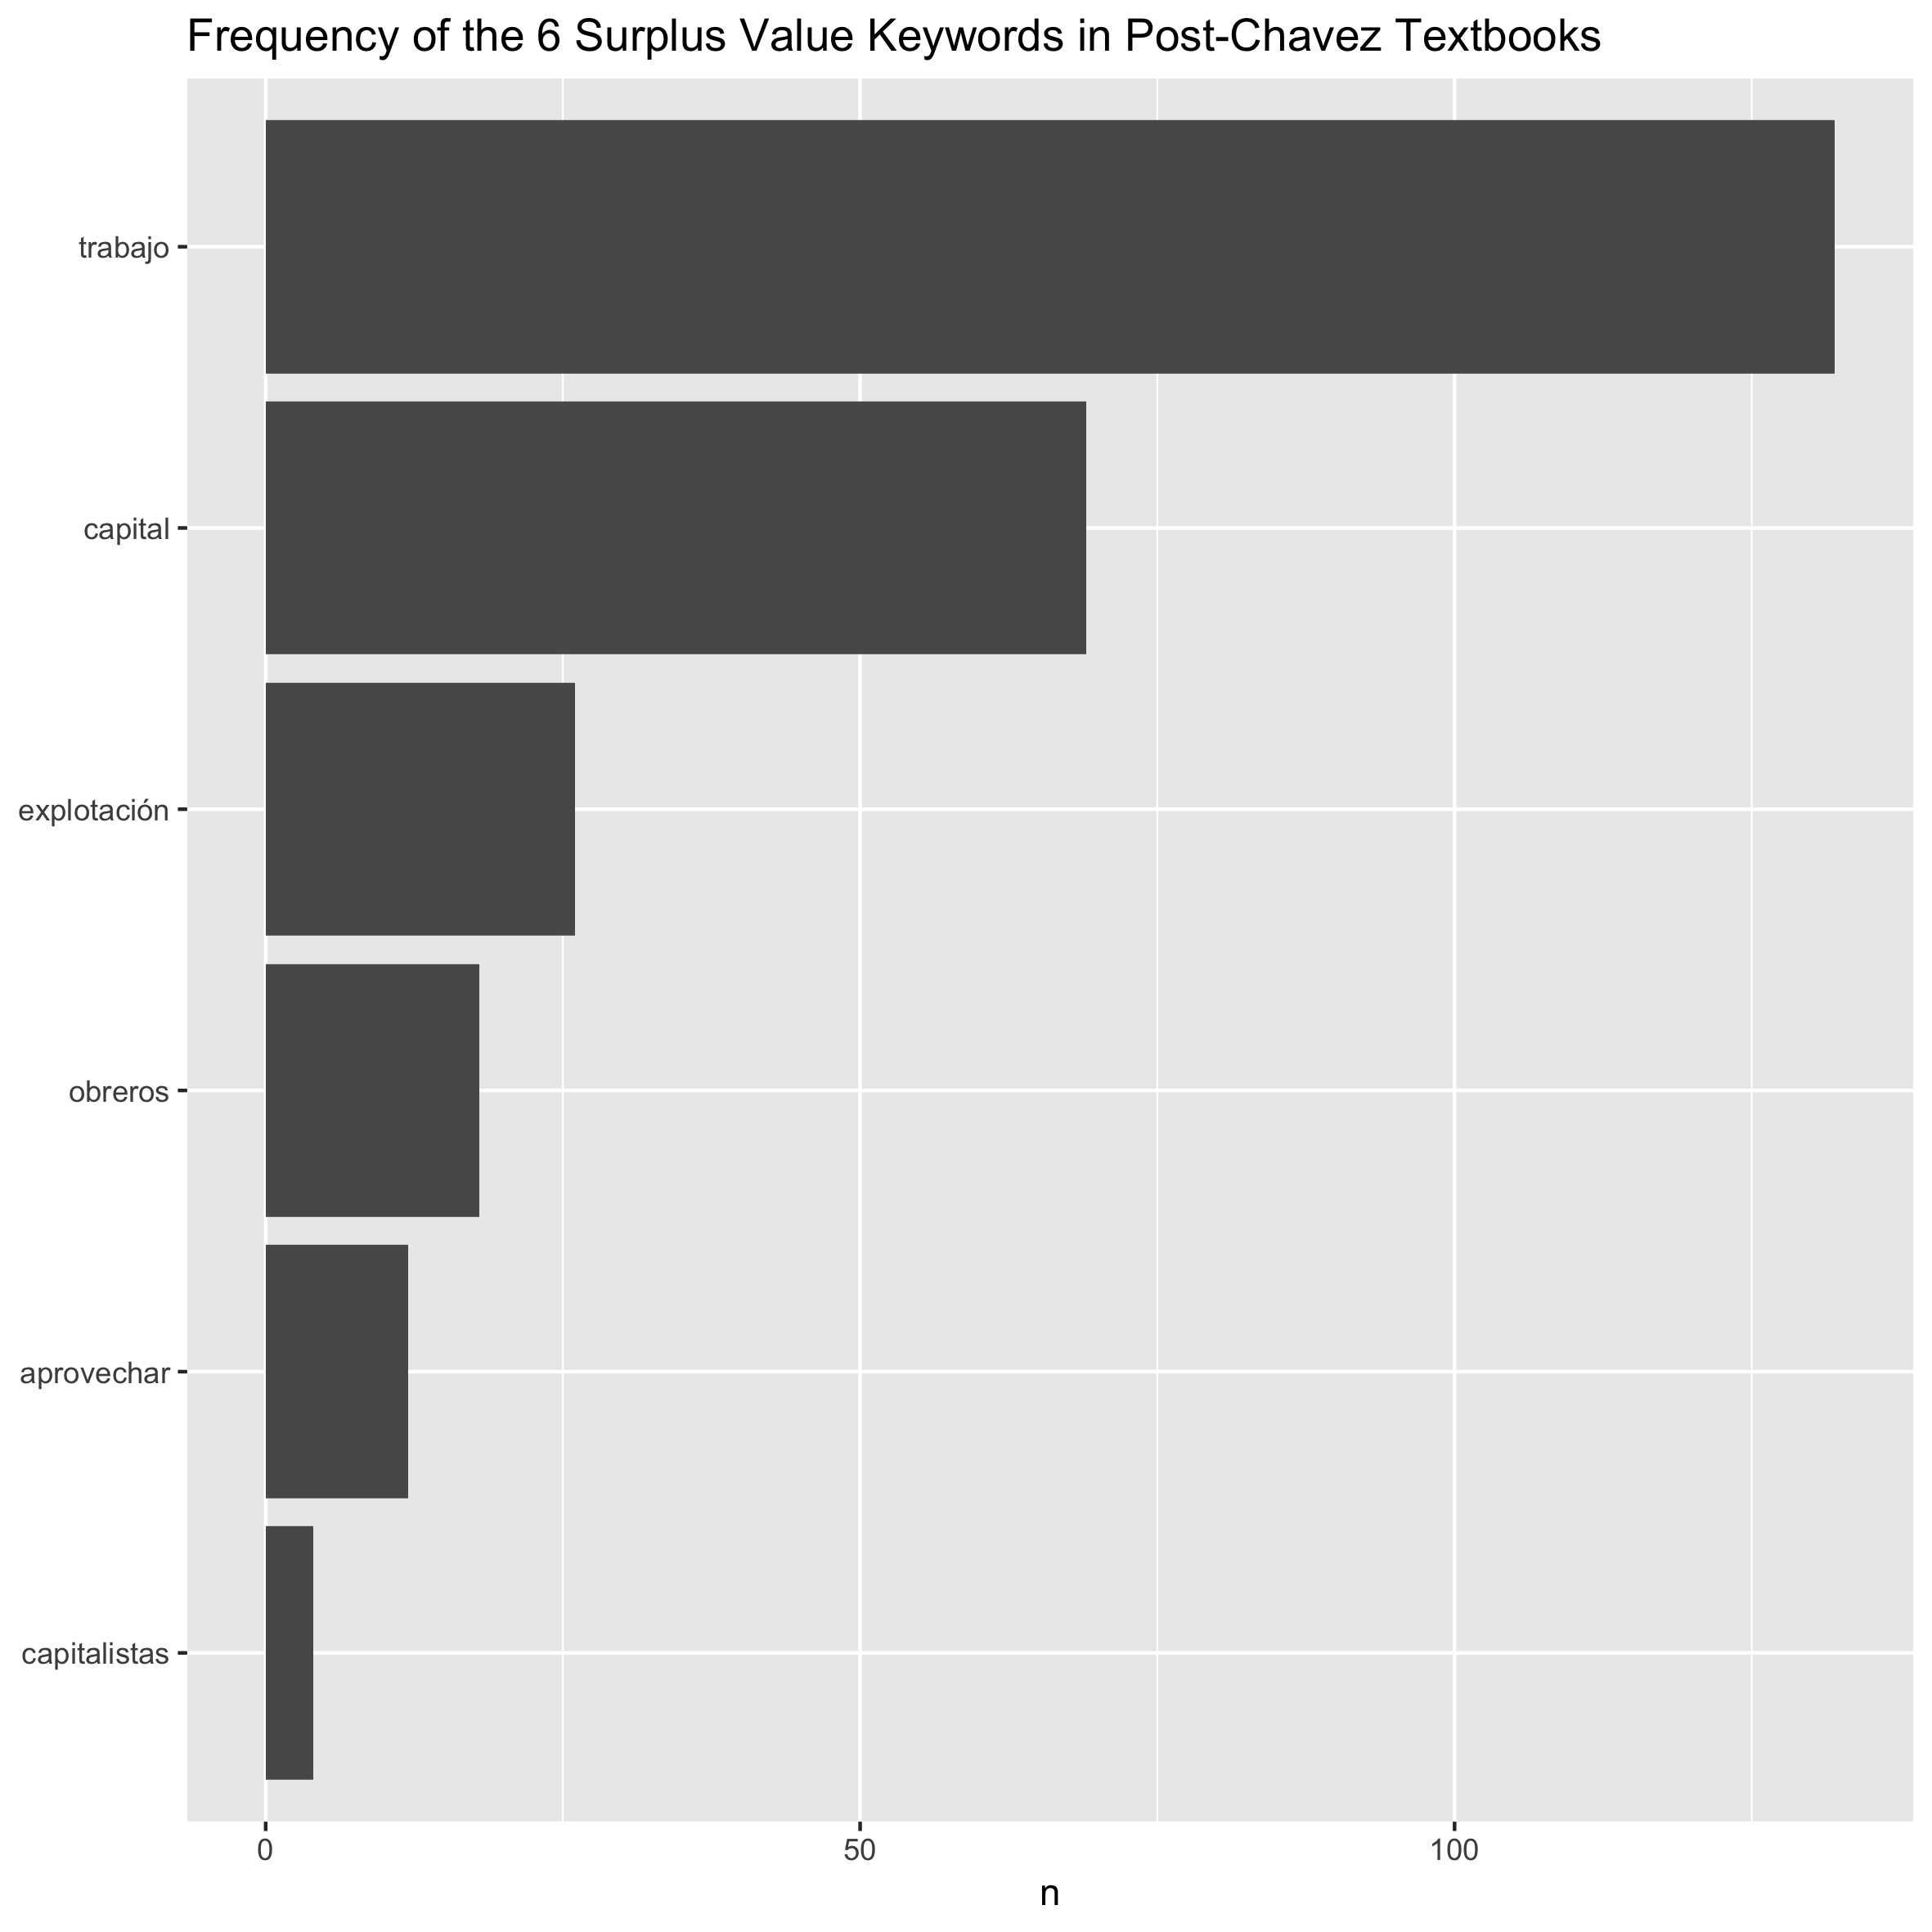 Frequency of the 6 Surplus Value Keywords in Post-Chavez Textbooks
trabajo
capital
explotación
obreros
aprovechar
capitalistas
0 50 100
n